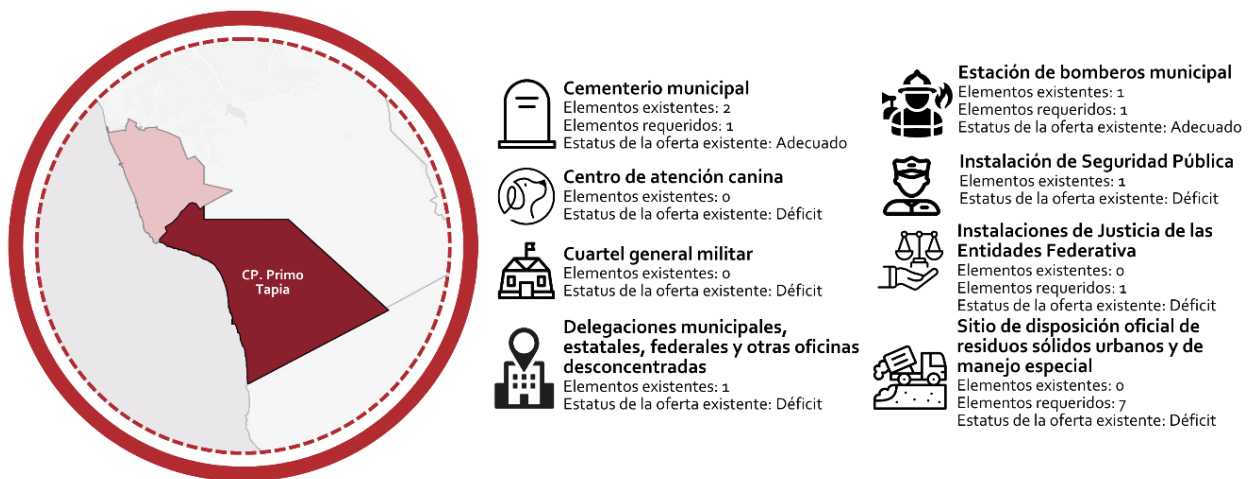 CP. Primo
Tapia
Cementerio municipal
Elementos existentes: 2
Elementos requeridos: 1
Estatus de la oferta existente: Adecuado
Centro de atención canina
Elementos existentes: 0
Estatus de la oferta existente: Déficit
Cuartel general militar
Elementos existentes: 0
Estatus de la oferta existente: Déficit
Delegaciones municipales,
estatales, federales y otras oficinas
desconcentradas
Elementos existentes: 1
Estatus de la oferta existente: Déficit
Estación de bomberos municipal
Elementos existentes: 1
Elementos requeridos: 1
Estatus de la oferta existente: Adecuado
Instalación de Seguridad Pública
Elementos existentes: 1
Estatus de la oferta existente: Déficit
Instalaciones de Justicia de las
Entidades Federativa
Elementos existentes: 0
Elementos requeridos: 1
Estatus de la oferta existente: Déficit
Sitio de disposición oficial de
residuos sólidos urbanos y de
manejo especial
Elementos existentes: 0
Elementos requeridos: 7
Estatus de la oferta existente: Déficit